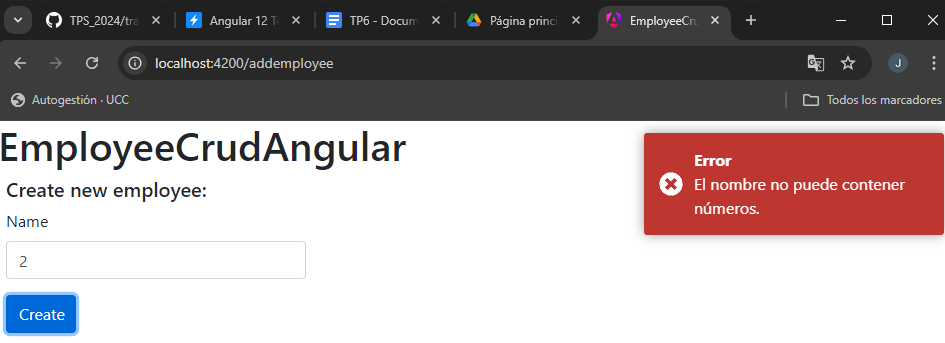 TPS_2024/tra
Angular 12 Te
TP6 - Docum
Página princi
EmployeeCru
localhost:4200/addemployee
J
Autogestión · UCC
Todos los marcadores
EmployeeCrudAngular
Create new employee:
Name
2
Create
Error
El nombre no puede contener
números.